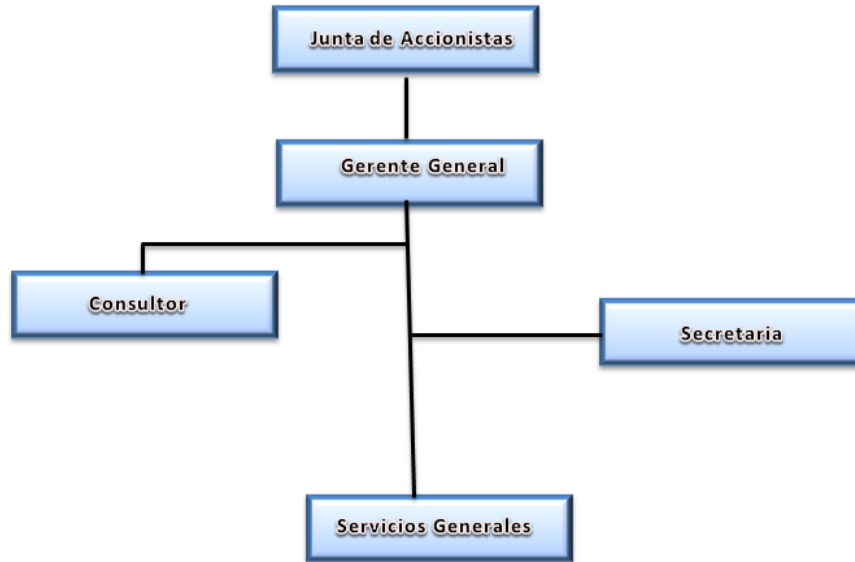 Junta de Accionistas
Gerente General
Consultor
Secretaria
Servicios Generales